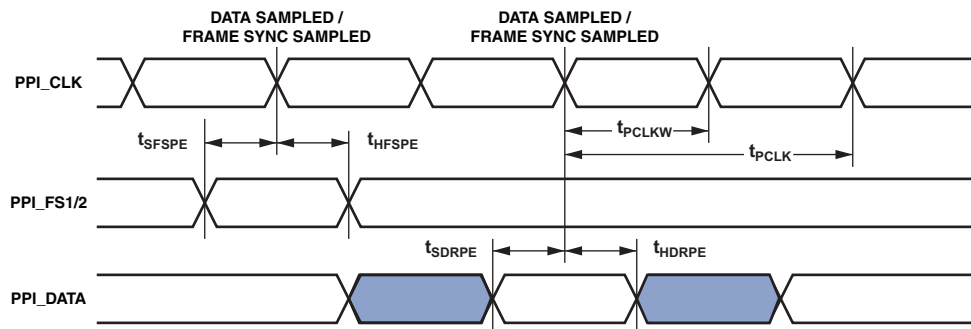 DATA SAMPLED /
FRAME SYNC SAMPLED
DATA SAMPLED /
FRAME SYNC SAMPLED
PPI_CLK
tSFSPE
tHFSPE
tPCLKW
tPCLK
PPI_FS1/2
tSDRPE
tHDRPE
PPI_DATA